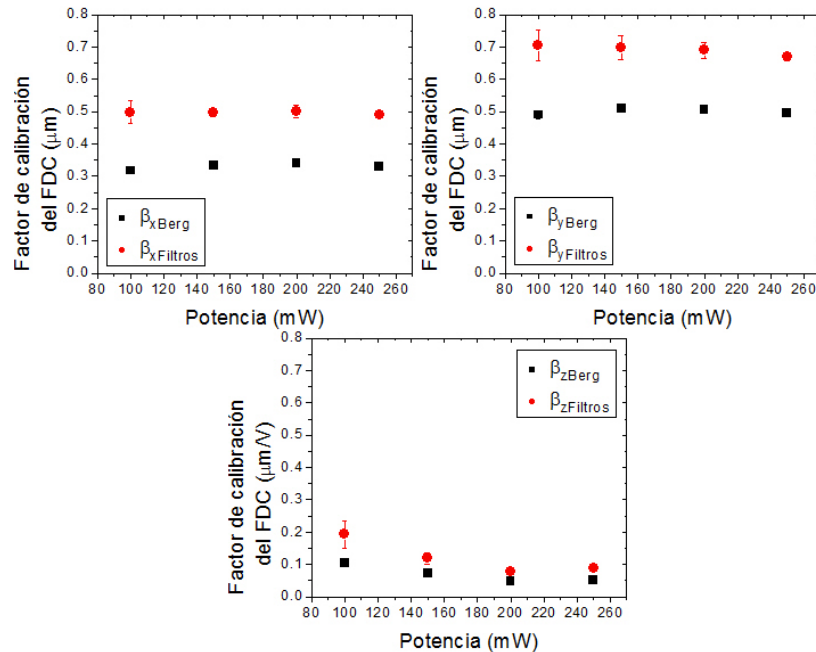 0.8
0.7
0.6
0.5
0.4
0.3
0.2
0.1
0.0
Factor de calibración
del FDC (μm)
βxBerg
βxFiltros
80 100 120 140 160 180 200 220 240 260
Potencia (mW)
0.8
0.7
0.6
0.5
0.4
0.3
0.2
0.1
0.0
Factor de calibración
del FDC (μm)
βyBerg
βyFiltros
80 100 120 140 160 180 200 220 240 260
Potencia (mW)
0.8
0.7
0.6
0.5
0.4
0.3
0.2
0.1
0.0
Factor de calibración
del FDC (μm/V)
βzBerg
βzFiltros
80 100 120 140 160 180 200 220 240 260
Potencia (mW)